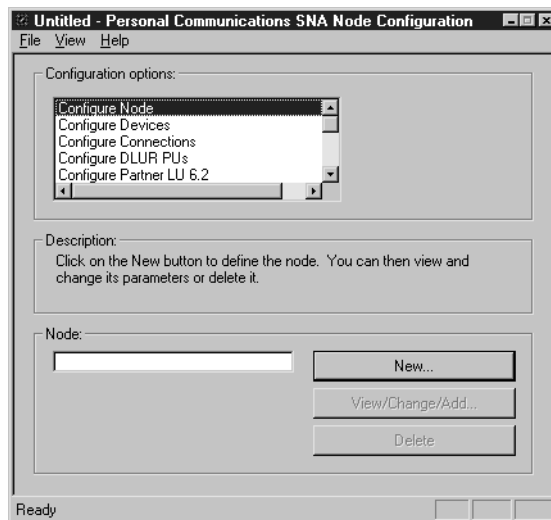 Untitled - Personal Communications SNA Node Configuration
File View Help
Configuration options:
Configure Node
Configure Devices
Configure Connections
Configure DLUR PUs
Configure Partner LU 6.2
Description:
Click on the New button to define the node. You can then view and
change its parameters or delete it.
Node:
New...
View/Change/Add...
Delete
Ready